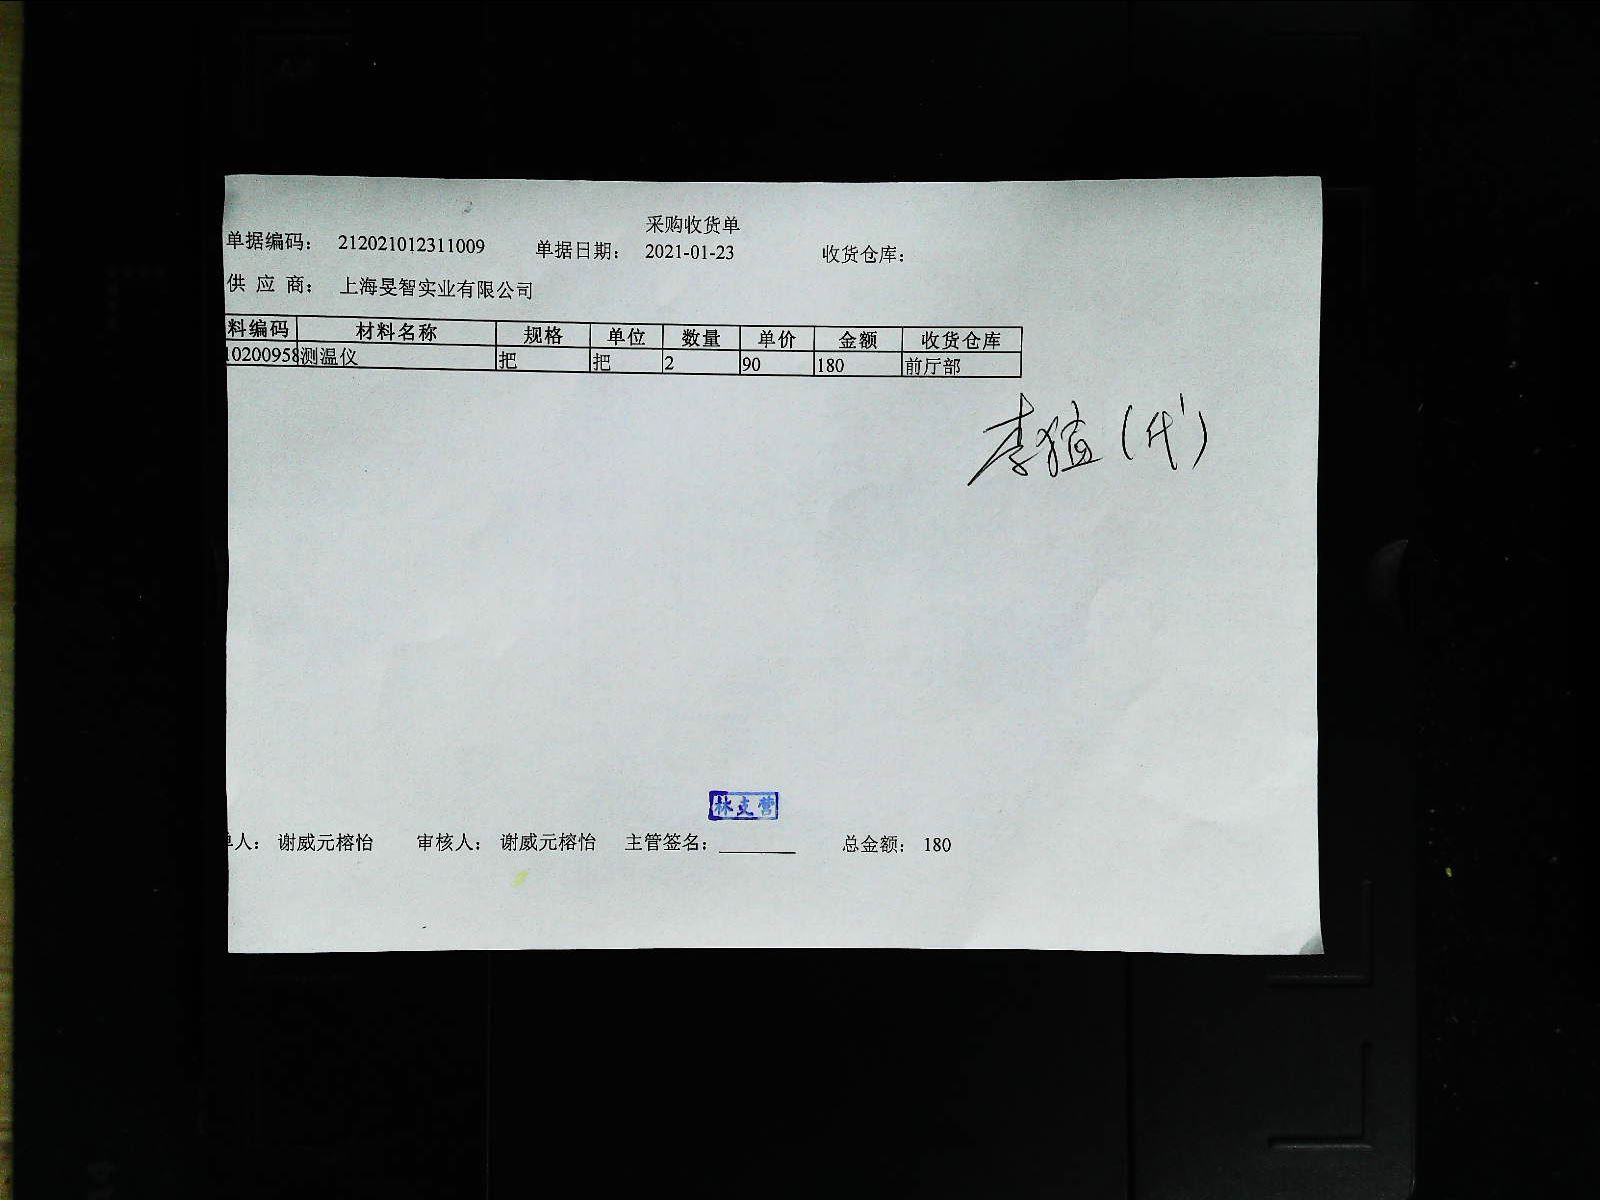 采购收货单
单据编码： 212021012311009 单据日期： 2021-01-23 收货仓库：
供 应 商： 上海旻智实业有限公司
料编码 材料名称 规格 单位 数量 单价 金额 收货仓库
10200958 测温仪 把 把 2 90 180 前厅部
李猛（代）
林支营
单人： 谢威元榕怡 审核人： 谢威元榕怡 主管签名： 总金额： 180